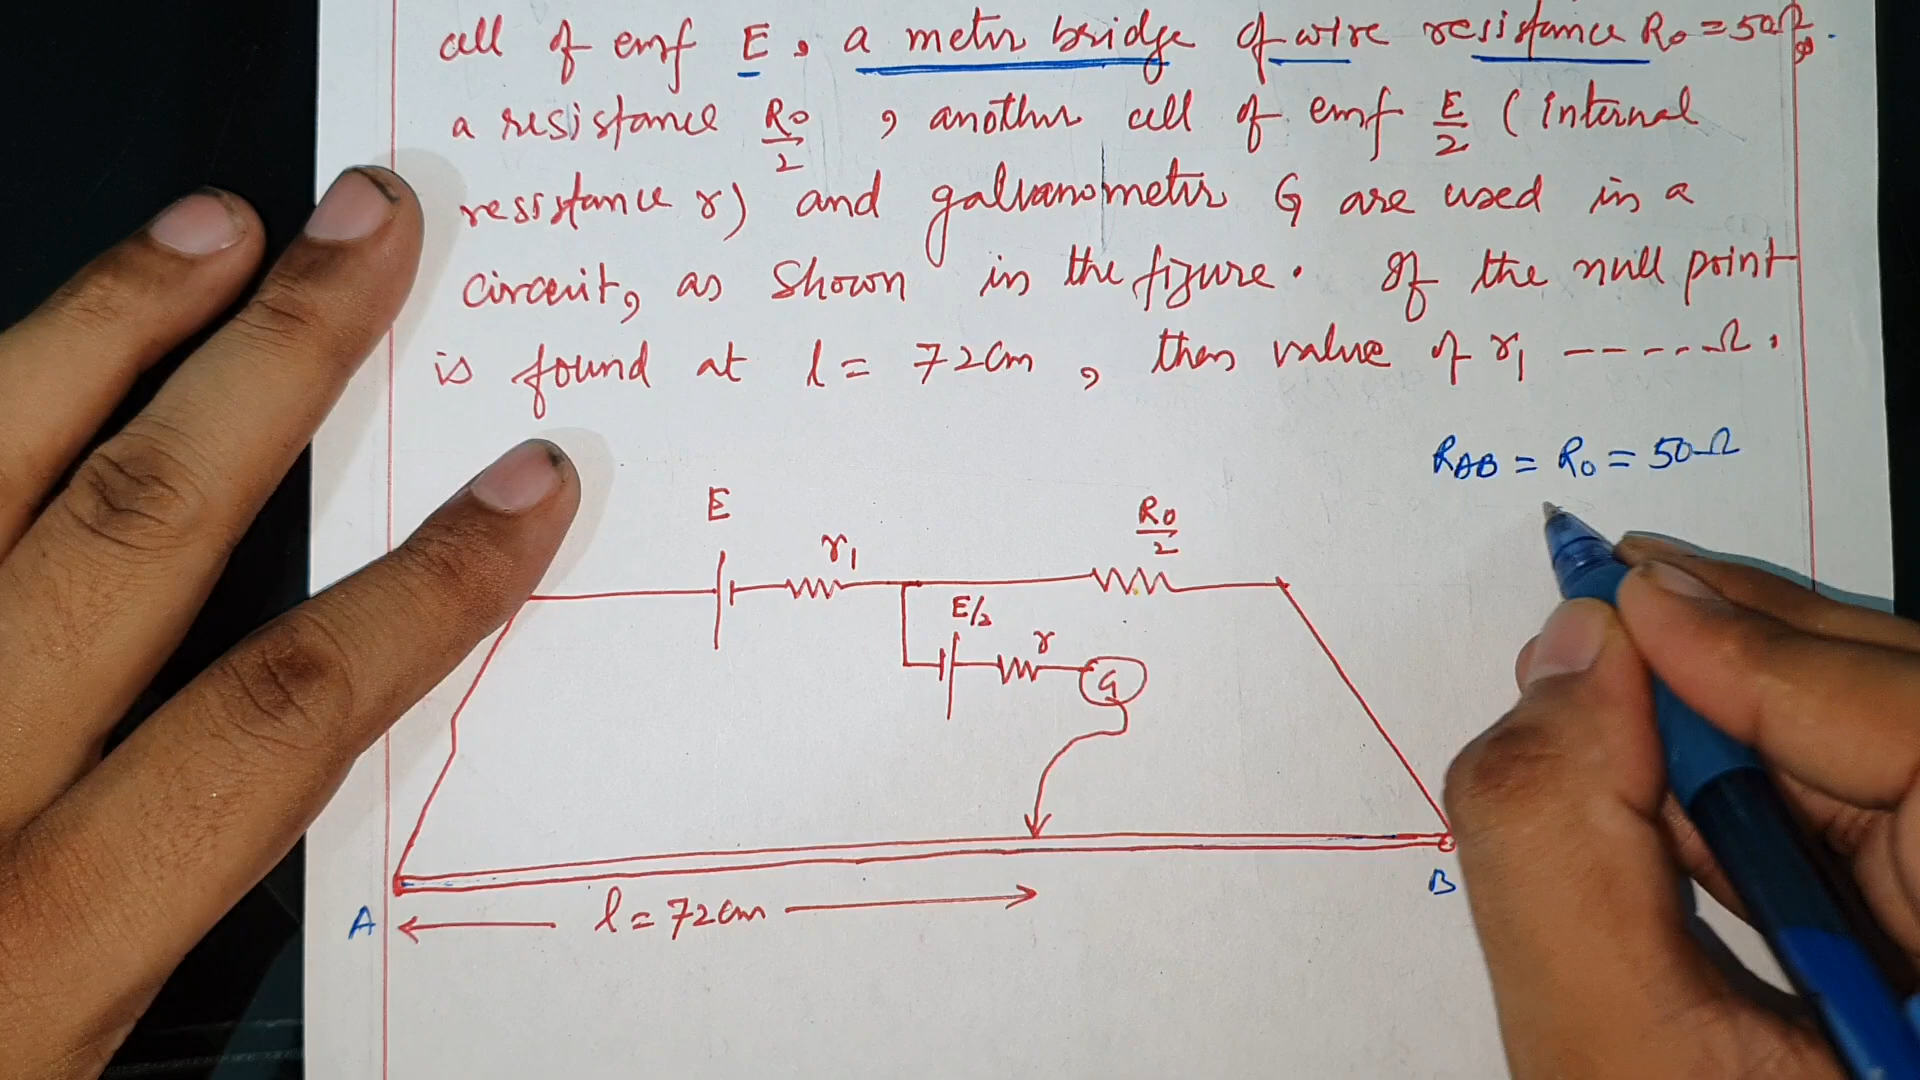 cell of emf E, a meter bridge of wire resistance R₀ = 50Ω,
a resistance R₀/2, another cell of emf E/2 (internal
resistance r) and galvanometer G are used in a
circuit, as shown in the figure. If the null point
is found at l = 72cm, then value of r₁ ----- Ω.
R_AB = R₀ = 50Ω
E
r₁
R₀/2
E/2
r
G
A
l = 72cm
B